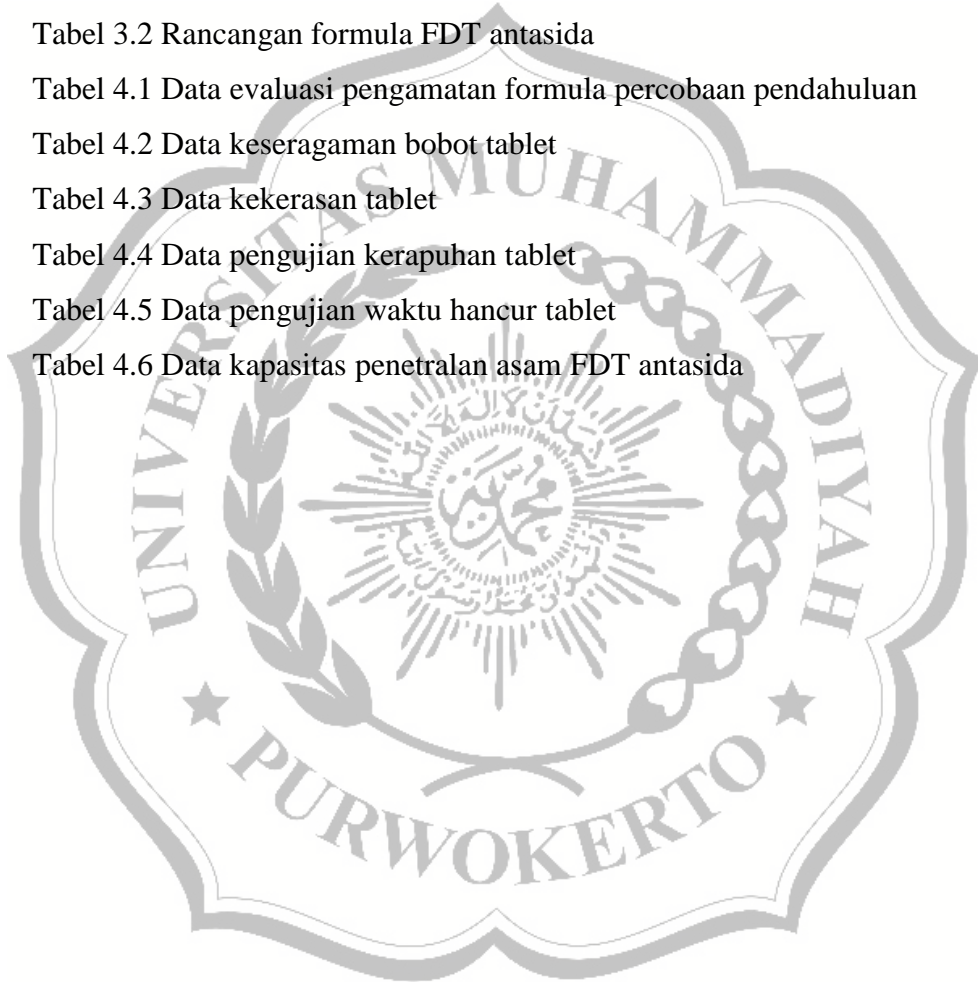 Tabel 3.2 Rancangan formula FDT antasida
Tabel 4.1 Data evaluasi pengamatan formula percobaan pendahuluan
Tabel 4.2 Data keseragaman bobot tablet
Tabel 4.3 Data kekerasan tablet
Tabel 4.4 Data pengujian kerapuhan tablet
Tabel 4.5 Data pengujian waktu hancur tablet
Tabel 4.6 Data kapasitas penetralan asam FDT antasida
UNIVERSITAS MUHAMMADIYAH
PURWOKERTO